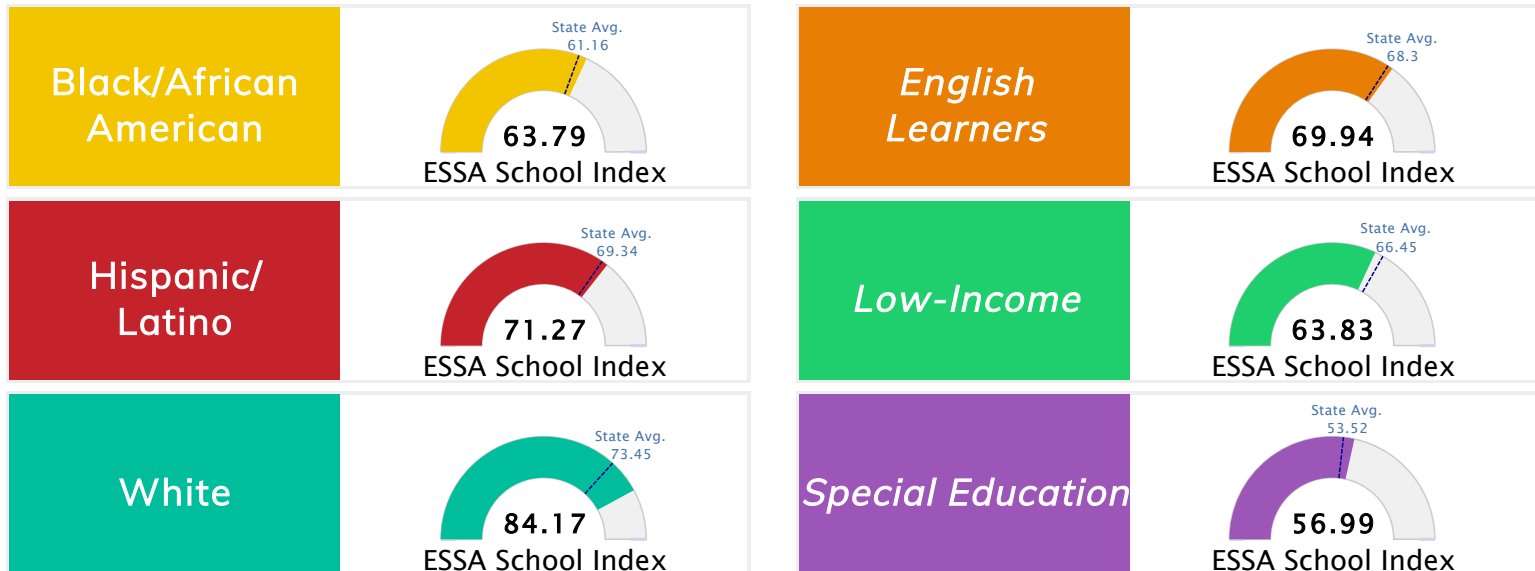 Black/African
American
State Avg.
61.16
63.79
ESSA School Index
English
Learners
State Avg.
68.3
69.94
ESSA School Index
Hispanic/
Latino
State Avg.
69.34
71.27
ESSA School Index
Low-Income
State Avg.
66.45
63.83
ESSA School Index
White
State Avg.
73.45
84.17
ESSA School Index
Special Education
State Avg.
53.52
56.99
ESSA School Index